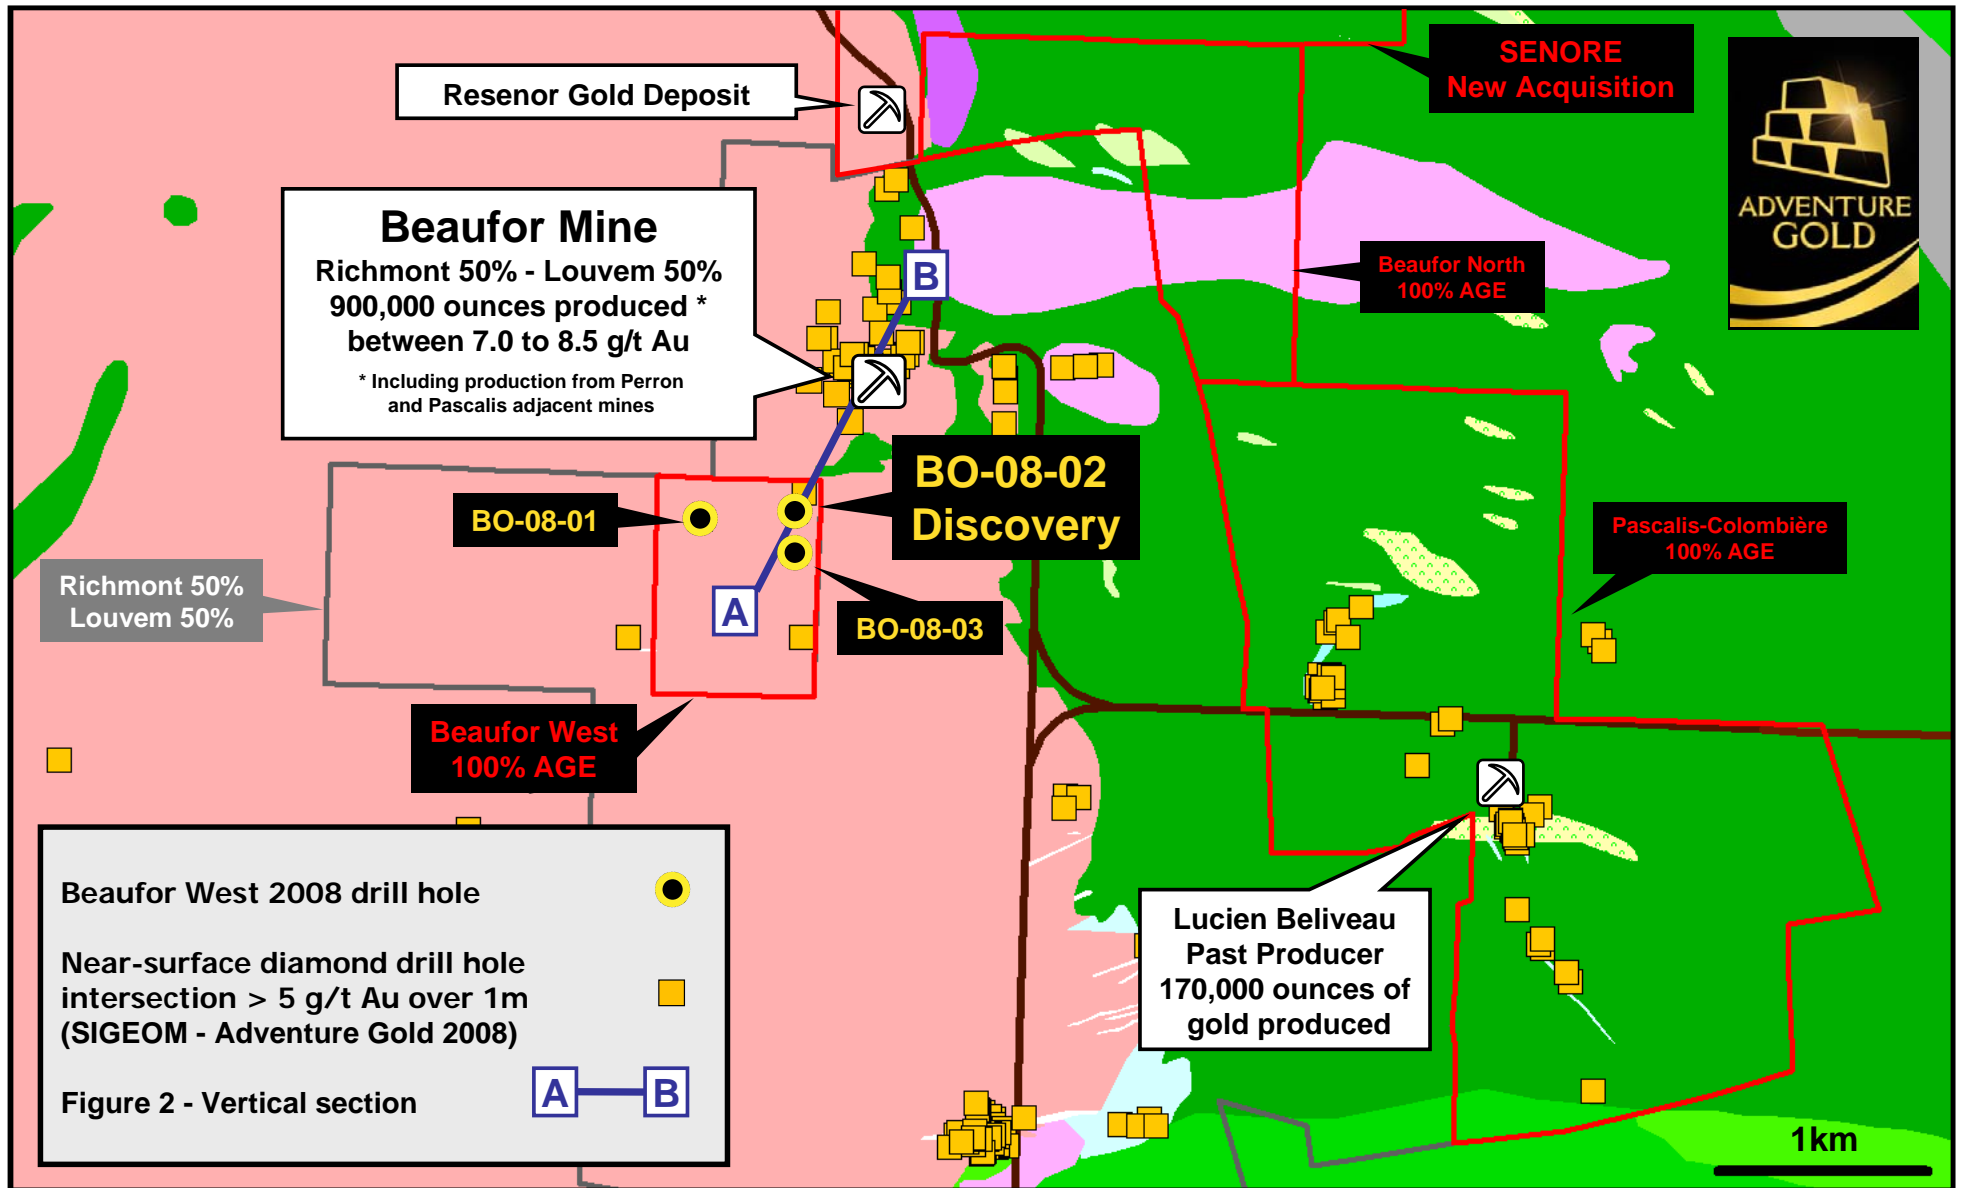 SENORE
New Acquisition
Resenor Gold Deposit
ADVENTURE
GOLD
Beaufor Mine
Richmont 50% - Louvem 50%
900,000 ounces produced *
between 7.0 to 8.5 g/t Au
* Including production from Perron
and Pascalis adjacent mines
B
Beaufor North
100% AGE
BO-08-02
Discovery
BO-08-01
Pascalis-Colombière
100% AGE
Richmont 50%
Louvem 50%
A
BO-08-03
Beaufor West
100% AGE
Beaufor West 2008 drill hole
Near-surface diamond drill hole
intersection > 5 g/t Au over 1m
(SIGEOM - Adventure Gold 2008)
Figure 2 - Vertical section
A
B
Lucien Beliveau
Past Producer
170,000 ounces of
gold produced
1km